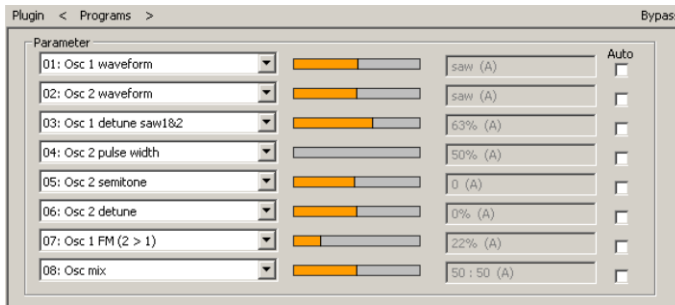 Plugin < Programs > Bypass
Parameter
Auto
01: Osc 1 waveform saw (A)
02: Osc 2 waveform saw (A)
03: Osc 1 detune saw1&2 63% (A)
04: Osc 2 pulse width 50% (A)
05: Osc 2 semitone 0 (A)
06: Osc 2 detune 0% (A)
07: Osc 1 FM (2 > 1) 22% (A)
08: Osc mix 50 : 50 (A)